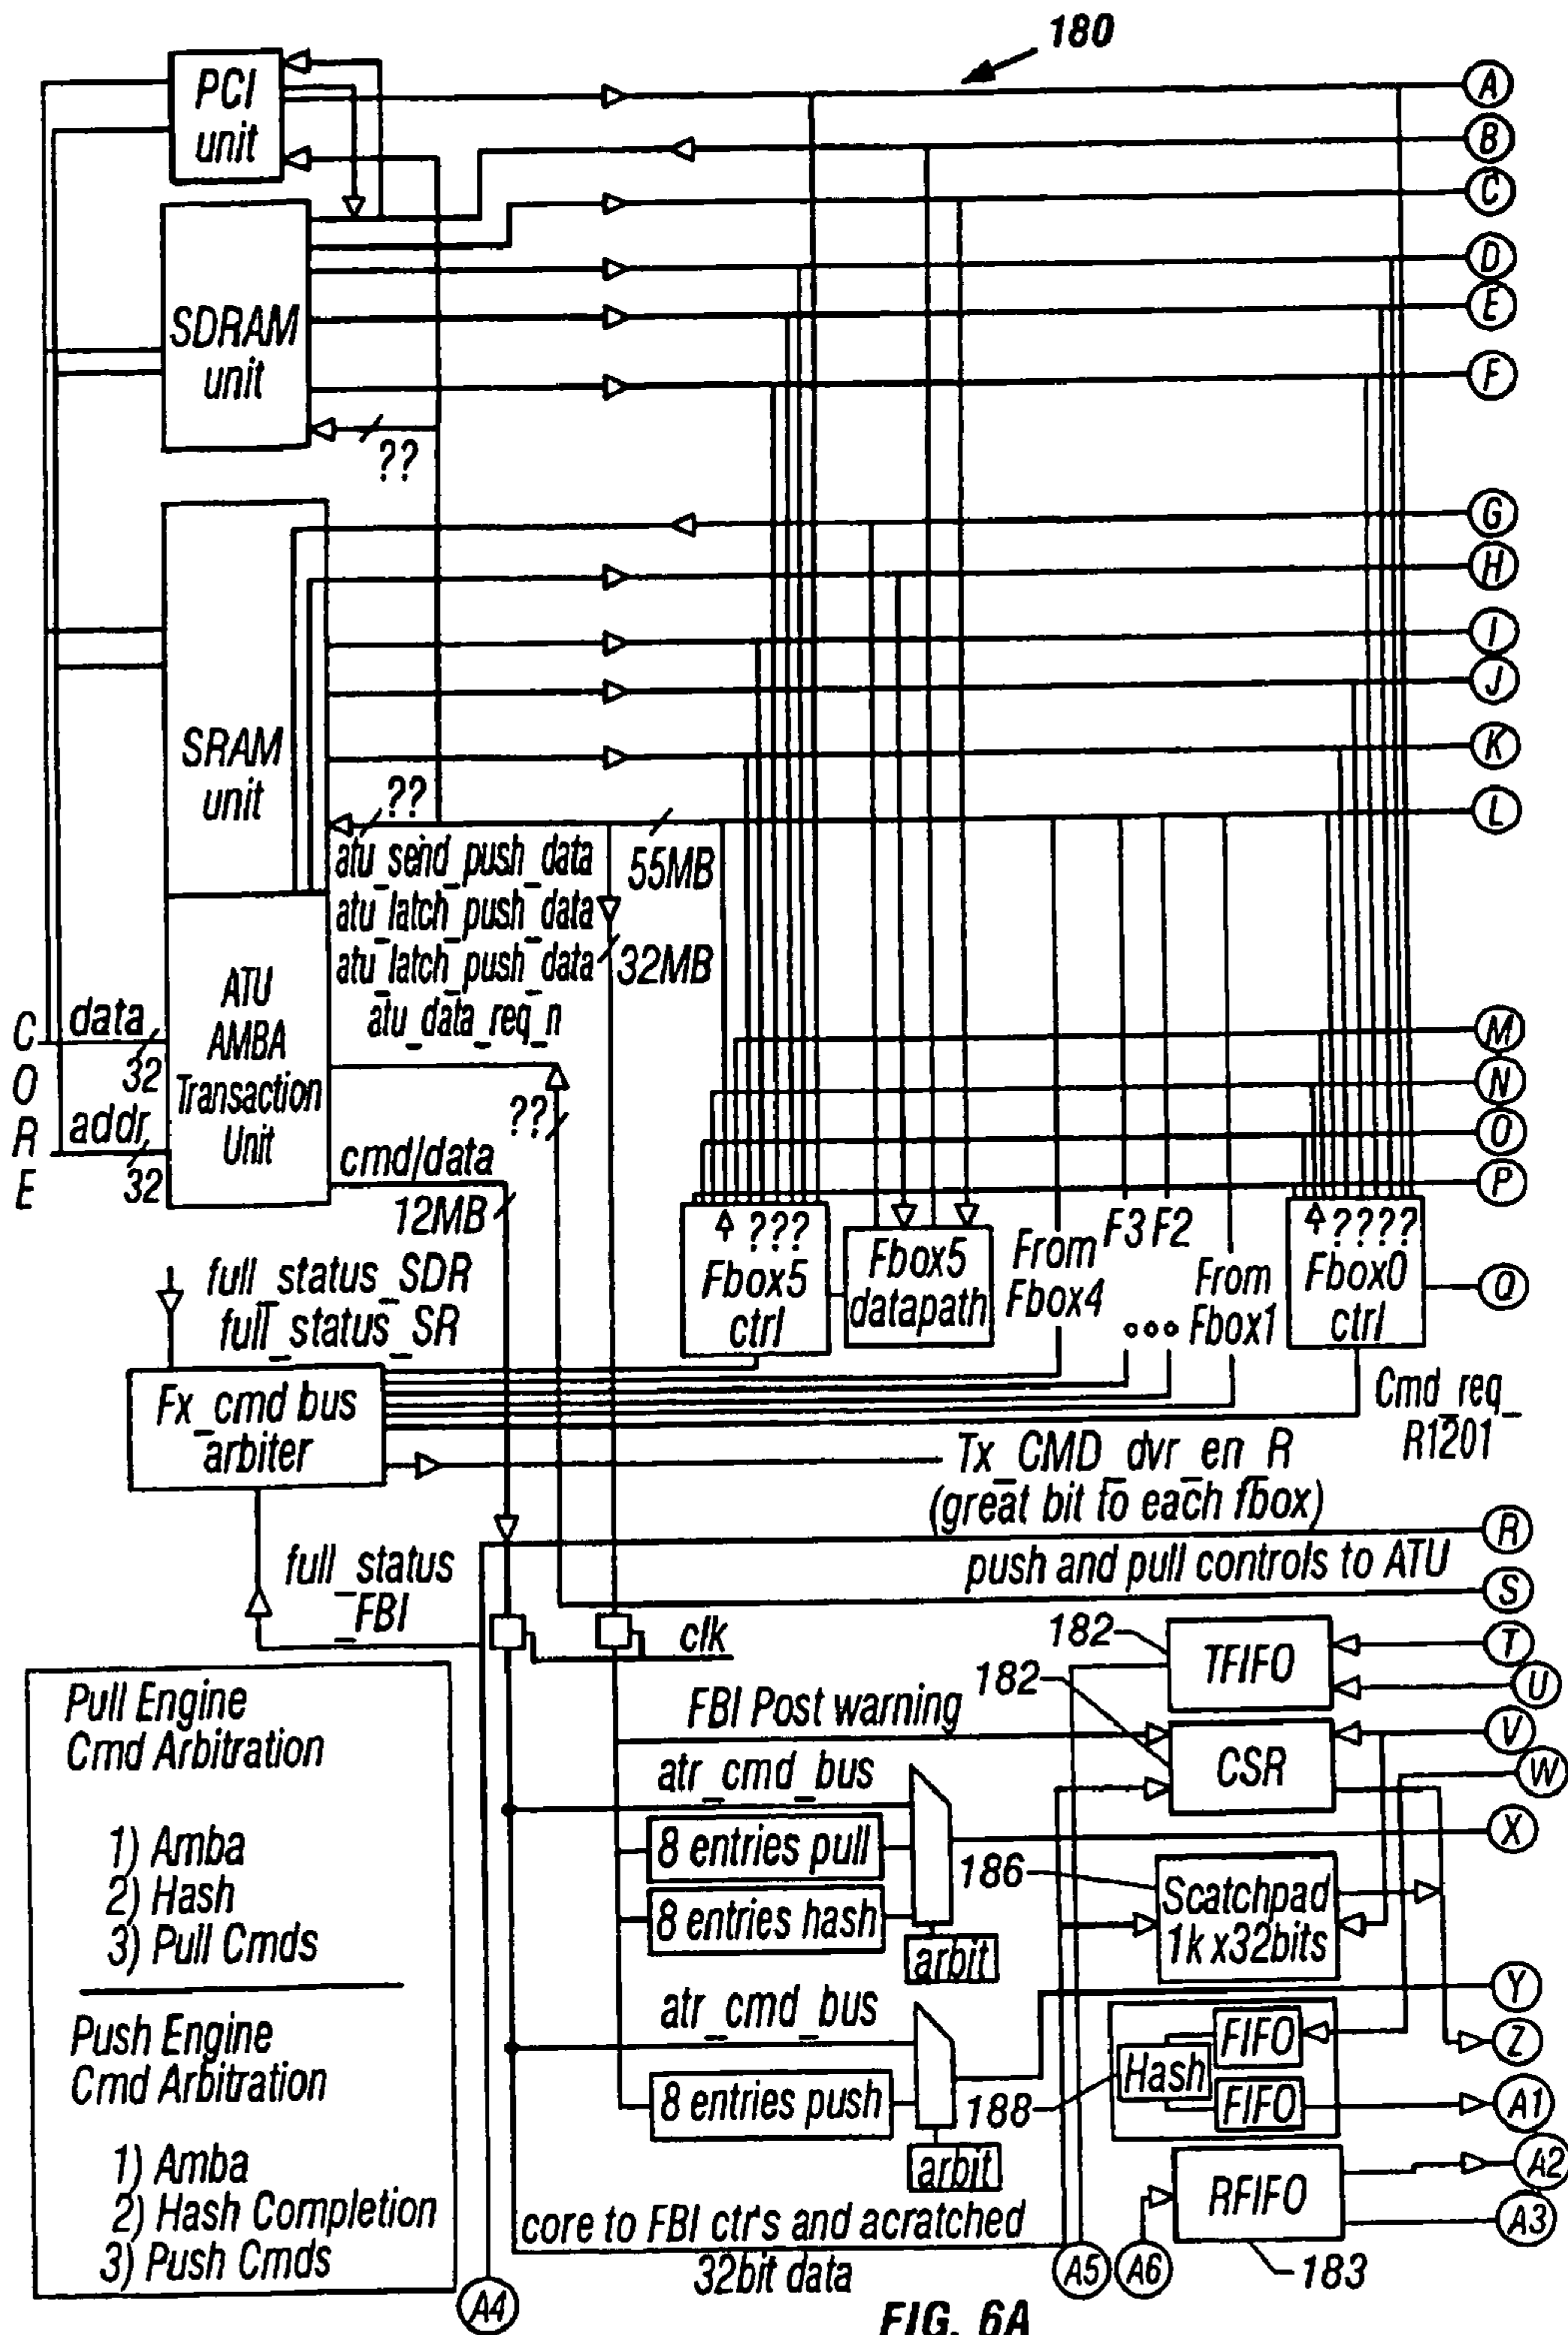 180
PCI
unit
A
B
C
SDRAM
unit
D
E
F
??
G
H
I
J
SRAM
unit
K
??
L
atu_send_push_data
55MB
atu_latch_push_data
atu_latch_push_data
32MB
atu_data_req_n
ATU
AMBA
Transaction
Unit
CORE
data
32
addr
32
M
N
O
P
??
cmd/data
12MB
???
Fbox5
ctrl
Fbox5
datapath
From
Fbox4
F3 F2
From
Fbox1
????
Fbox0
ctrl
Q
full_status_SDR
full_status_SR
Fx_cmd bus
_arbiter
Cmd_req_
R1201
Tx_CMD_dvr_en_R
(great bit to each fbox)
R
full_status
_FBI
push and pull controls to ATU
S
clk
182
TFIFO
T
U
Pull Engine
Cmd Arbitration
1) Amba
2) Hash
3) Pull Cmds
Push Engine
Cmd Arbitration
1) Amba
2) Hash Completion
3) Push Cmds
FBI Post warning
182
CSR
V
W
atr_cmd_bus
8 entries pull
8 entries hash
arbit
X
186
Scatchpad
1k x32bits
atr_cmd_bus
8 entries push
arbit
Y
FIFO
Hash
FIFO
188
Z
A1
RFIFO
A2
A3
core to FBI ctr's and acratched
32bit data
A4
A5
A6
183
FIG. 6A